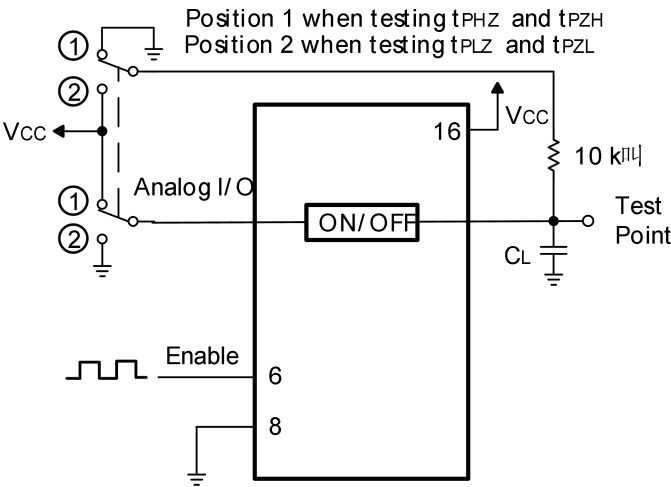 Position 1 when testing tPHZ and tPZH
Position 2 when testing tPLZ and tPZL
①
②
VCC
①
②
Analog I/O
16
VCC
10 k
ON/OFF
Test
Point
CL
Enable
6
8